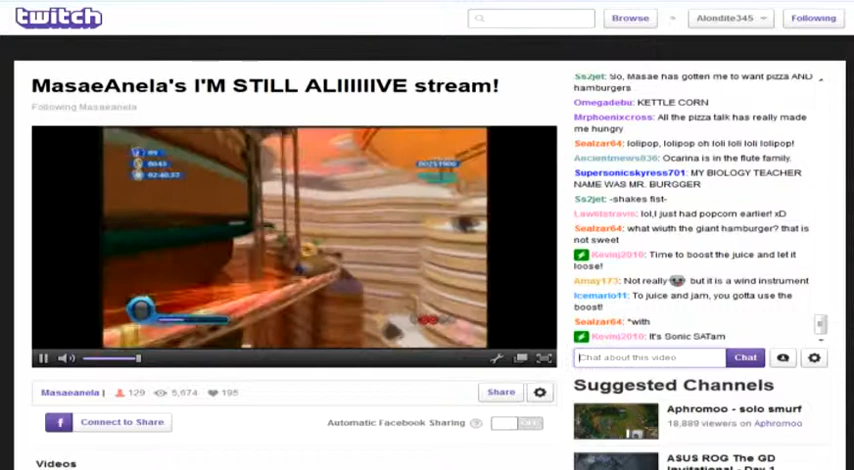 twitch
Browse
Alondite345
Following
MasaeAnela's I'M STILL ALIIIIIIVE stream!
Following Masaeanela
Ss2jet: So, Masae has gotten me to want pizza AND
hamburgers
Omegadebu: KETTLE CORN
Mrphoenixcross: All the pizza talk has really made
me hungry
Sealzar64: lolipop, lolipop oh loli loli loli lolipop!
Ancientmews836: Ocarina is in the flute family.
Supersonicskyress701: MY BIOLOGY TEACHER
NAME WAS MR. BURGGER
Ss2jet: -shakes fist-
lol,I just had popcorn earlier! xD
Sealzar64: what wiuth the giant hamburger? that is
not sweet
Kevinj2010: Time to boost the juice and let it
loose!
Amay173: Not really but it is a wind instrument
Icemario11: To juice and jam, you gotta use the
boost!
Sealzar64: *with
Kevinj2010: It's Sonic SATam
Chat about this video
Chat
Masaeanela |
129
5,674
195
Share
f
Connect to Share
Automatic Facebook Sharing
?
OFF
Videos
Suggested Channels
Aphromoo - solo smurf
18,889 viewers on Aphromoo
ASUS ROG The GD
Invitational - Day 1